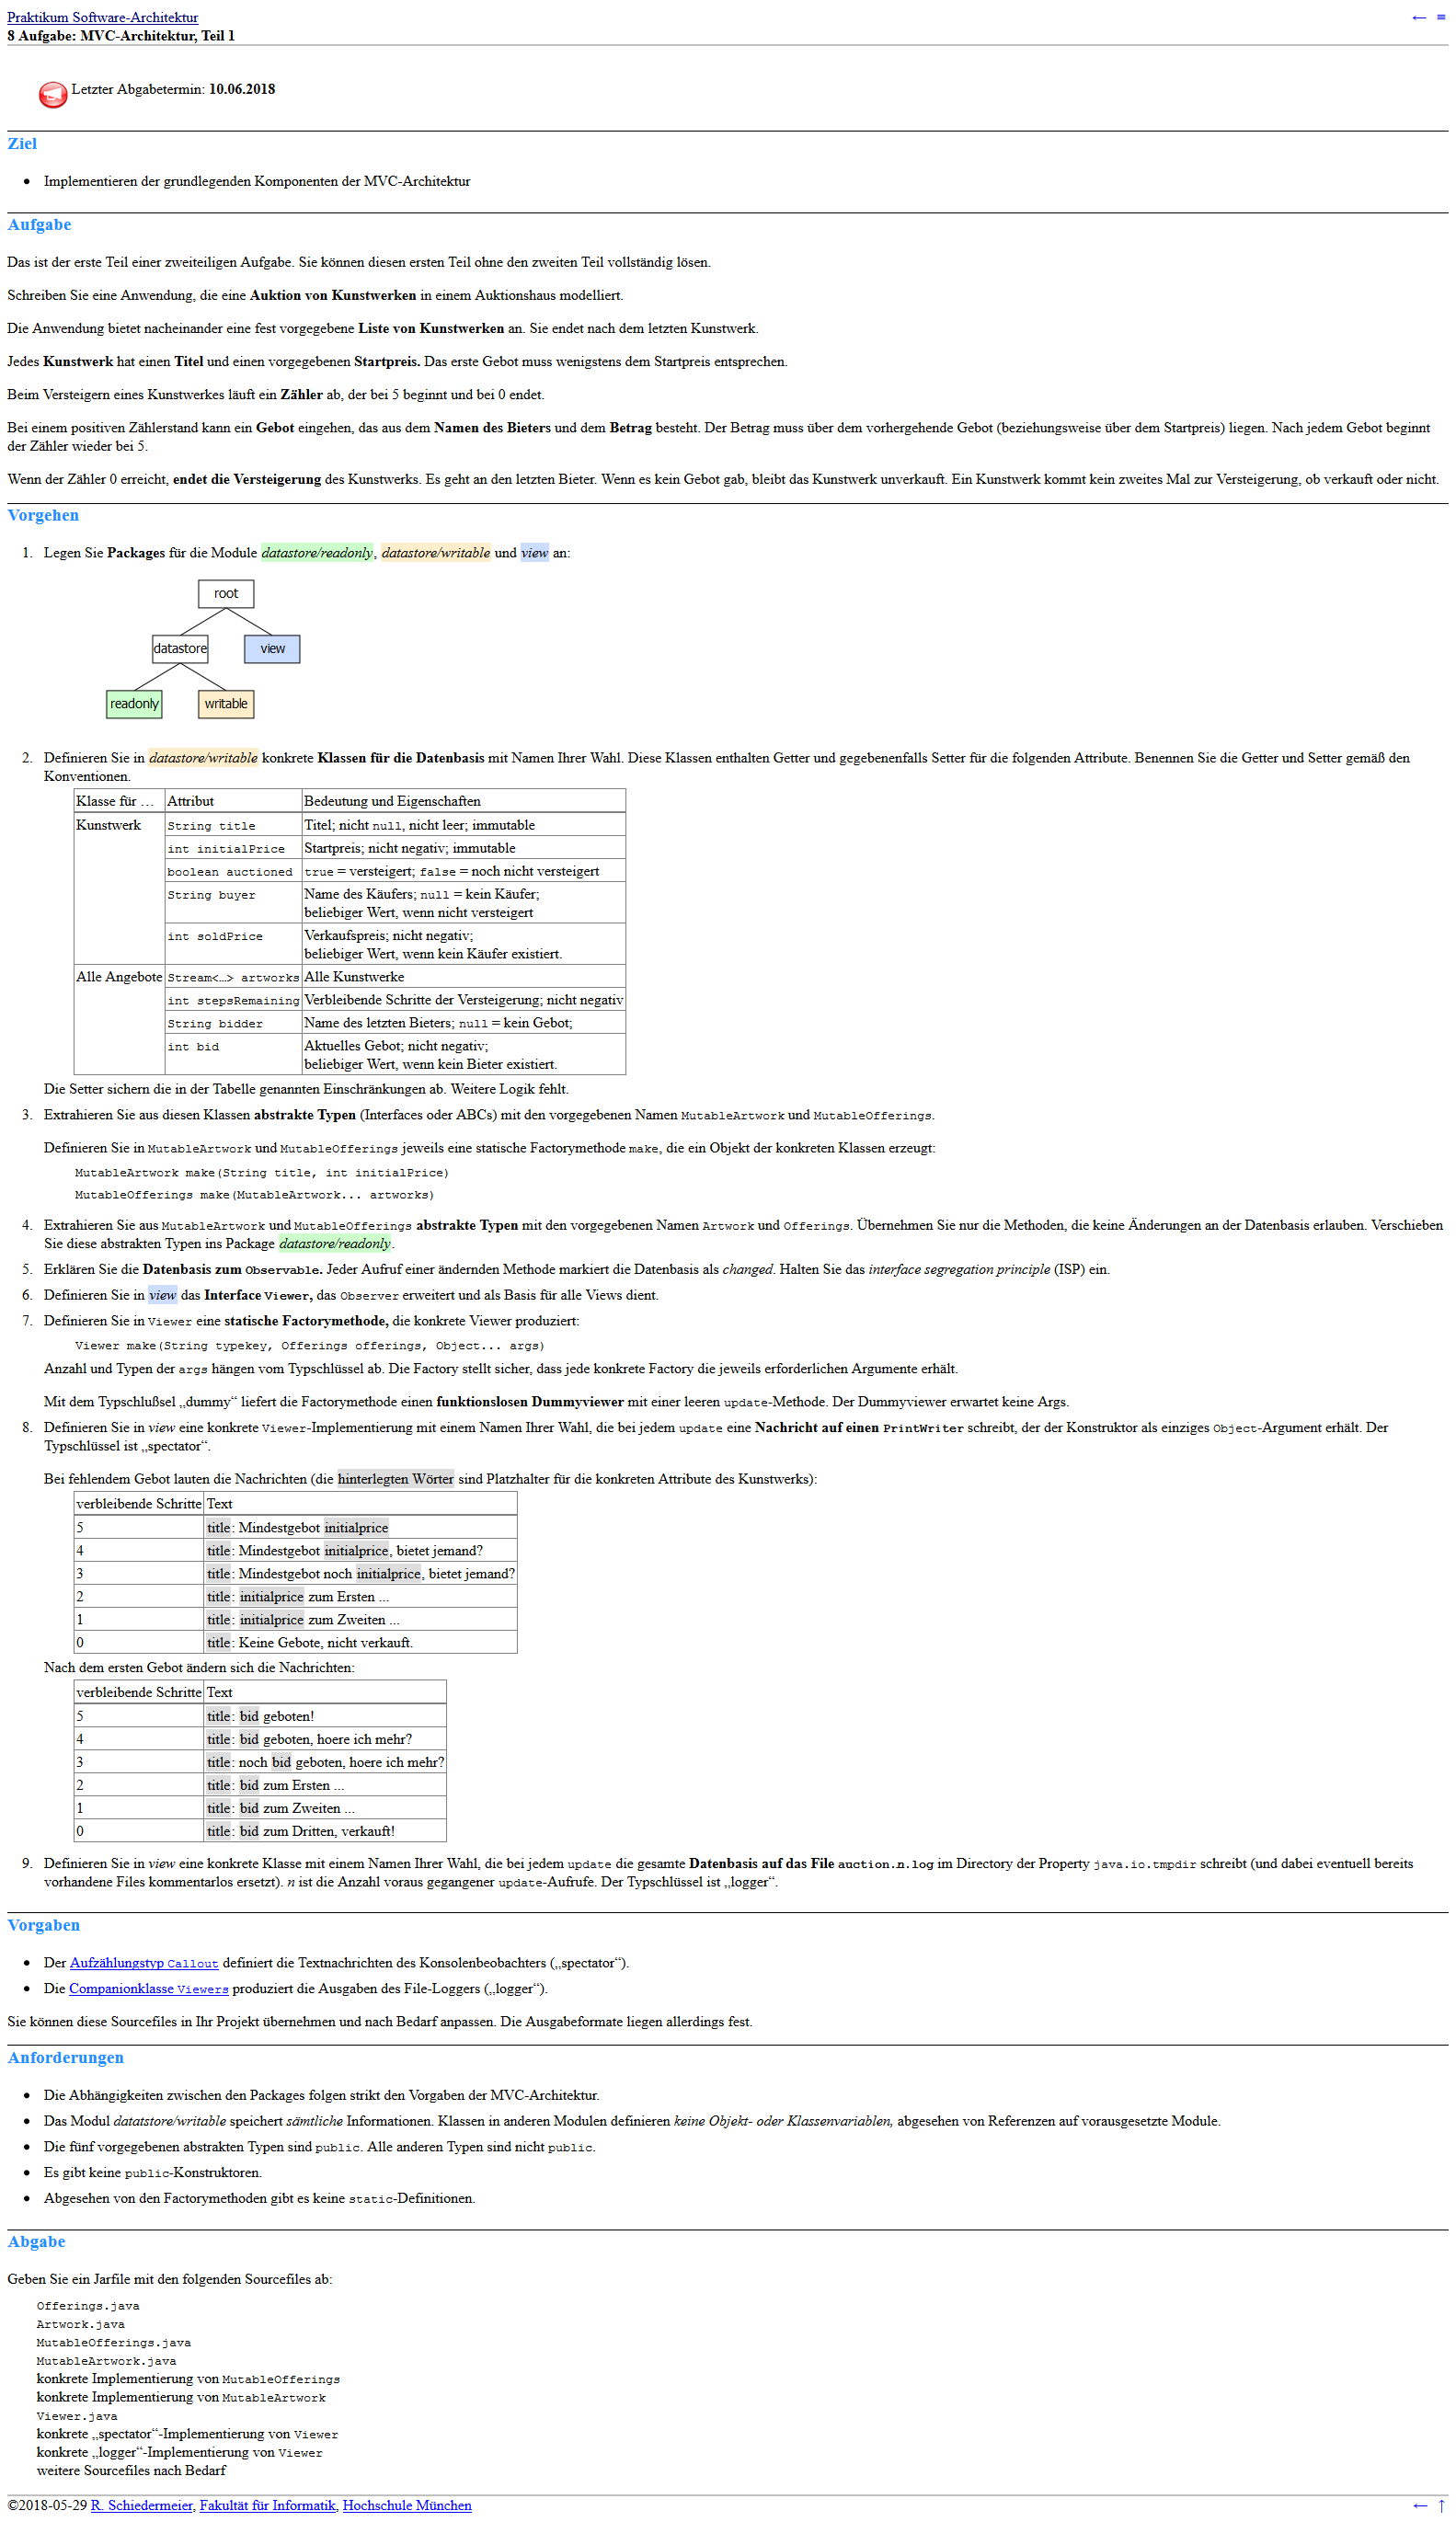 Praktikum Software-Architektur ← ≡
8 Aufgabe: MVC-Architektur, Teil 1
Letzter Abgabetermin: 10.06.2018
Ziel
• Implementieren der grundlegenden Komponenten der MVC-Architektur
Aufgabe
Das ist der erste Teil einer zweiteiligen Aufgabe. Sie können diesen ersten Teil ohne den zweiten Teil vollständig lösen.
Schreiben Sie eine Anwendung, die eine Auktion von Kunstwerken in einem Auktionshaus modelliert.
Die Anwendung bietet nacheinander eine fest vorgegebene Liste von Kunstwerken an. Sie endet nach dem letzten Kunstwerk.
Jedes Kunstwerk hat einen Titel und einen vorgegebenen Startpreis. Das erste Gebot muss wenigstens dem Startpreis entsprechen.
Beim Versteigern eines Kunstwerkes läuft ein Zähler ab, der bei 5 beginnt und bei 0 endet.
Bei einem positiven Zählerstand kann ein Gebot eingehen, das aus dem Namen des Bieters und dem Betrag besteht. Der Betrag muss über dem vorhergehende Gebot (beziehungsweise über dem Startpreis) liegen. Nach jedem Gebot beginnt
der Zähler wieder bei 5.
Wenn der Zähler 0 erreicht, endet die Versteigerung des Kunstwerks. Es geht an den letzten Bieter. Wenn es kein Gebot gab, bleibt das Kunstwerk unverkauft. Ein Kunstwerk kommt kein zweites Mal zur Versteigerung, ob verkauft oder nicht.
Vorgehen
1. Legen Sie Packages für die Module datastore/readonly, datastore/writable und view an:
root
datastore view
readonly writable
2. Definieren Sie in datastore/writable konkrete Klassen für die Datenbasis mit Namen Ihrer Wahl. Diese Klassen enthalten Getter und gegebenenfalls Setter für die folgenden Attribute. Benennen Sie die Getter und Setter gemäß den
Konventionen.
Klasse für … Attribut Bedeutung und Eigenschaften
Kunstwerk String title Titel; nicht null, nicht leer; immutable
int initialPrice Startpreis; nicht negativ; immutable
boolean auctioned true = versteigert; false = noch nicht versteigert
String buyer Name des Käufers; null = kein Käufer;
beliebiger Wert, wenn nicht versteigert
int soldPrice Verkaufspreis; nicht negativ;
beliebiger Wert, wenn kein Käufer existiert.
Alle Angebote Stream<…> artworks Alle Kunstwerke
int stepsRemaining Verbleibende Schritte der Versteigerung; nicht negativ
String bidder Name des letzten Bieters; null = kein Gebot;
int bid Aktuelles Gebot; nicht negativ;
beliebiger Wert, wenn kein Bieter existiert.
Die Setter sichern die in der Tabelle genannten Einschränkungen ab. Weitere Logik fehlt.
3. Extrahieren Sie aus diesen Klassen abstrakte Typen (Interfaces oder ABCs) mit den vorgegebenen Namen MutableArtwork und MutableOfferings.
Definieren Sie in MutableArtwork und MutableOfferings jeweils eine statische Factorymethode make, die ein Objekt der konkreten Klassen erzeugt:
MutableArtwork make(String title, int initialPrice)
MutableOfferings make(MutableArtwork... artworks)
4. Extrahieren Sie aus MutableArtwork und MutableOfferings abstrakte Typen mit den vorgegebenen Namen Artwork und Offerings. Übernehmen Sie nur die Methoden, die keine Änderungen an der Datenbasis erlauben. Verschieben
Sie diese abstrakten Typen ins Package datastore/readonly.
5. Erklären Sie die Datenbasis zum Observable. Jeder Aufruf einer ändernden Methode markiert die Datenbasis als changed. Halten Sie das interface segregation principle (ISP) ein.
6. Definieren Sie in view das Interface Viewer, das Observer erweitert und als Basis für alle Views dient.
7. Definieren Sie in Viewer eine statische Factorymethode, die konkrete Viewer produziert:
Viewer make(String typekey, Offerings offerings, Object... args)
Anzahl und Typen der args hängen vom Typschlüssel ab. Die Factory stellt sicher, dass jede konkrete Factory die jeweils erforderlichen Argumente erhält.
Mit dem Typschlußsel „dummy“ liefert die Factorymethode einen funktionslosen Dummyviewer mit einer leeren update-Methode. Der Dummyviewer erwartet keine Args.
8. Definieren Sie in view eine konkrete Viewer-Implementierung mit einem Namen Ihrer Wahl, die bei jedem update eine Nachricht auf einen PrintWriter schreibt, der der Konstruktor als einziges Object-Argument erhält. Der
Typschlüssel ist „spectator“.
Bei fehlendem Gebot lauten die Nachrichten (die hinterlegten Wörter sind Platzhalter für die konkreten Attribute des Kunstwerks):
verbleibende Schritte Text
5 title: Mindestgebot initialprice
4 title: Mindestgebot initialprice, bietet jemand?
3 title: Mindestgebot noch initialprice, bietet jemand?
2 title: initialprice zum Ersten ...
1 title: initialprice zum Zweiten ...
0 title: Keine Gebote, nicht verkauft.
Nach dem ersten Gebot ändern sich die Nachrichten:
verbleibende Schritte Text
5 title: bid geboten!
4 title: bid geboten, hoere ich mehr?
3 title: noch bid geboten, hoere ich mehr?
2 title: bid zum Ersten ...
1 title: bid zum Zweiten ...
0 title: bid zum Dritten, verkauft!
9. Definieren Sie in view eine konkrete Klasse mit einem Namen Ihrer Wahl, die bei jedem update die gesamte Datenbasis auf das File auction.n.log im Directory der Property java.io.tmpdir schreibt (und dabei eventuell bereits
vorhandene Files kommentarlos ersetzt). n ist die Anzahl voraus gegangener update-Aufrufe. Der Typschlüssel ist „logger“.
Vorgaben
• Der Aufzählungstyp Callout definiert die Textnachrichten des Konsolenbeobachters („spectator“).
• Die Companionklasse Viewers produziert die Ausgaben des File-Loggers („logger“).
Sie können diese Sourcefiles in Ihr Projekt übernehmen und nach Bedarf anpassen. Die Ausgabeformate liegen allerdings fest.
Anforderungen
• Die Abhängigkeiten zwischen den Packages folgen strikt den Vorgaben der MVC-Architektur.
• Das Modul datatstore/writable speichert sämtliche Informationen. Klassen in anderen Modulen definieren keine Objekt- oder Klassenvariablen, abgesehen von Referenzen auf vorausgesetzte Module.
• Die fünf vorgegebenen abstrakten Typen sind public. Alle anderen Typen sind nicht public.
• Es gibt keine public-Konstruktoren.
• Abgesehen von den Factorymethoden gibt es keine static-Definitionen.
Abgabe
Geben Sie ein Jarfile mit den folgenden Sourcefiles ab:
Offerings.java
Artwork.java
MutableOfferings.java
MutableArtwork.java
konkrete Implementierung von MutableOfferings
konkrete Implementierung von MutableArtwork
Viewer.java
konkrete „spectator“-Implementierung von Viewer
konkrete „logger“-Implementierung von Viewer
weitere Sourcefiles nach Bedarf
©2018-05-29 R. Schiedermeier, Fakultät für Informatik, Hochschule München ← ↑